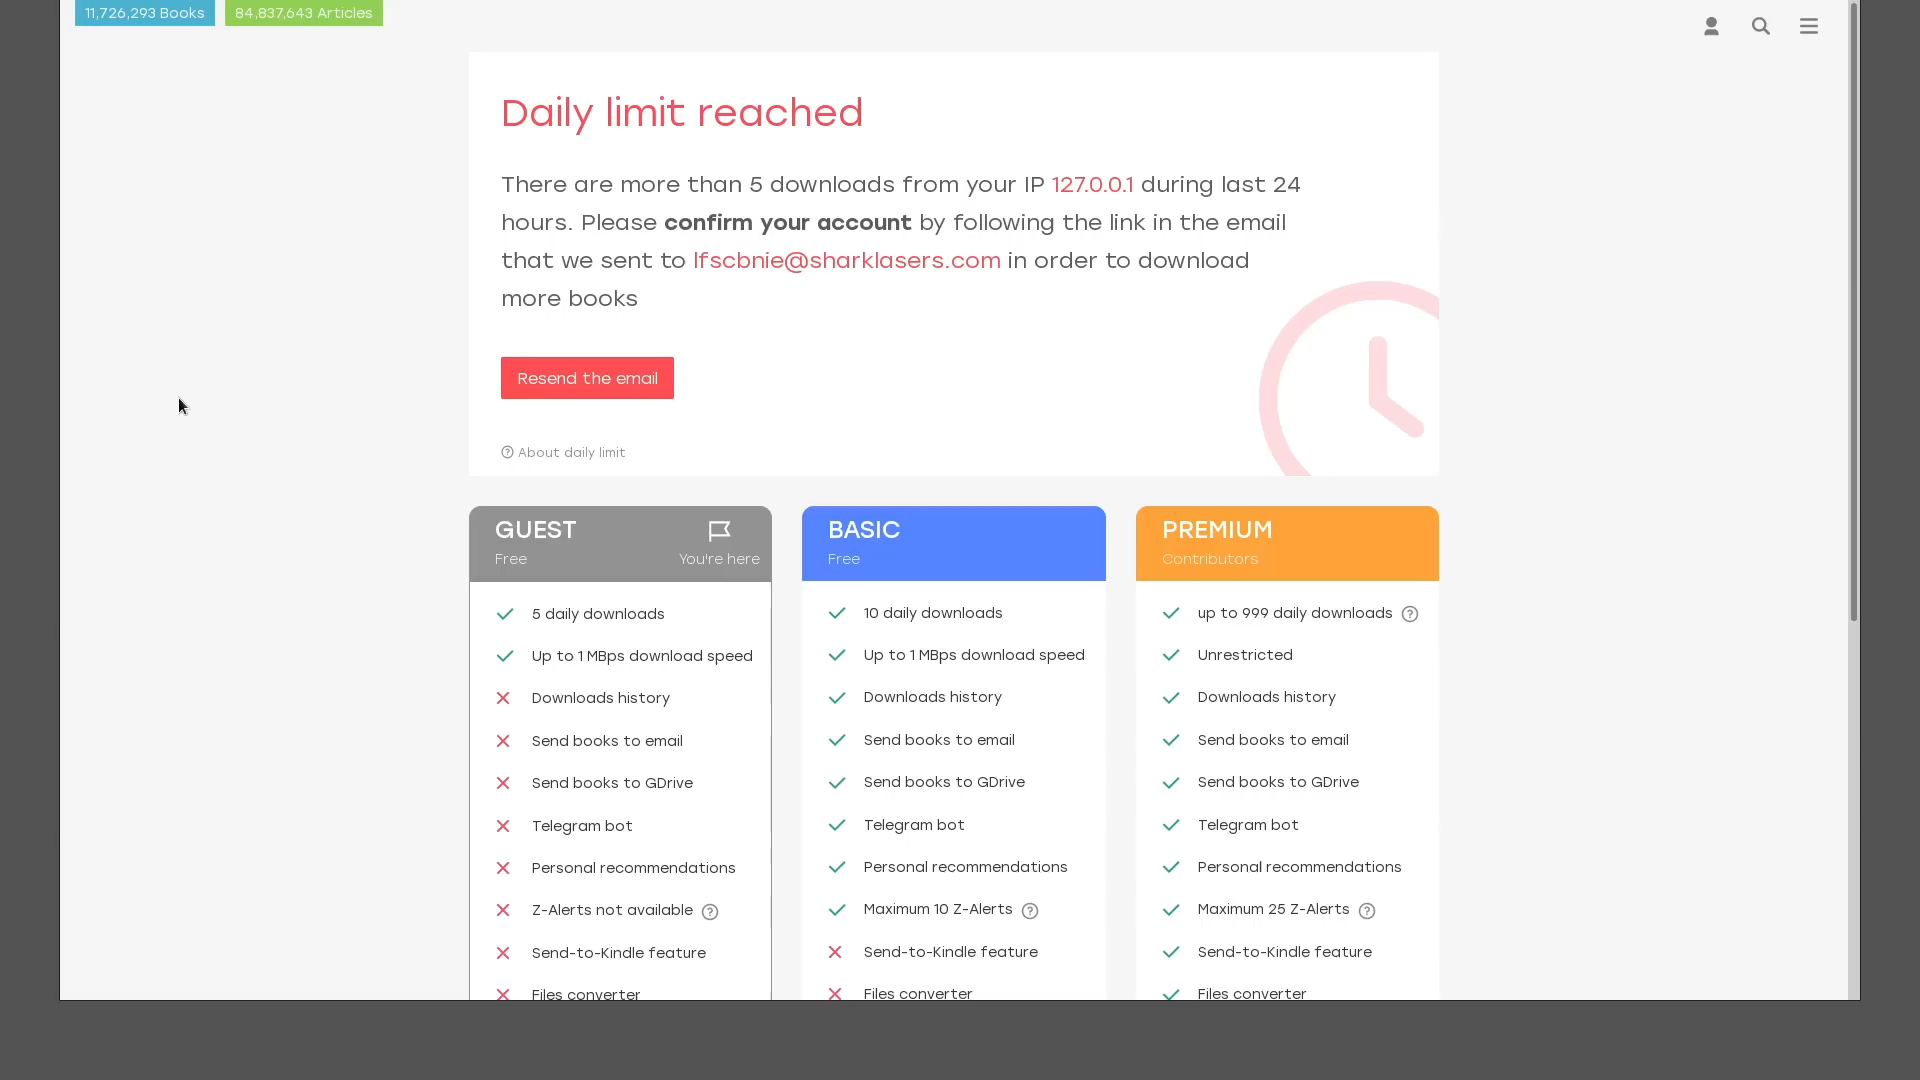 11,726,293 Books 84,837,643 Articles
Daily limit reached
There are more than 5 downloads from your IP 127.0.0.1 during last 24
hours. Please confirm your account by following the link in the email
that we sent to lfscbnie@sharklasers.com in order to download
more books
Resend the email
About daily limit
GUEST
Free You're here
5 daily downloads
Up to 1 MBps download speed
Downloads history
Send books to email
Send books to GDrive
Telegram bot
Personal recommendations
Z-Alerts not available
Send-to-Kindle feature
Files converter
BASIC
Free
10 daily downloads
Up to 1 MBps download speed
Downloads history
Send books to email
Send books to GDrive
Telegram bot
Personal recommendations
Maximum 10 Z-Alerts
Send-to-Kindle feature
Files converter
PREMIUM
Contributors
up to 999 daily downloads
Unrestricted
Downloads history
Send books to email
Send books to GDrive
Telegram bot
Personal recommendations
Maximum 25 Z-Alerts
Send-to-Kindle feature
Files converter